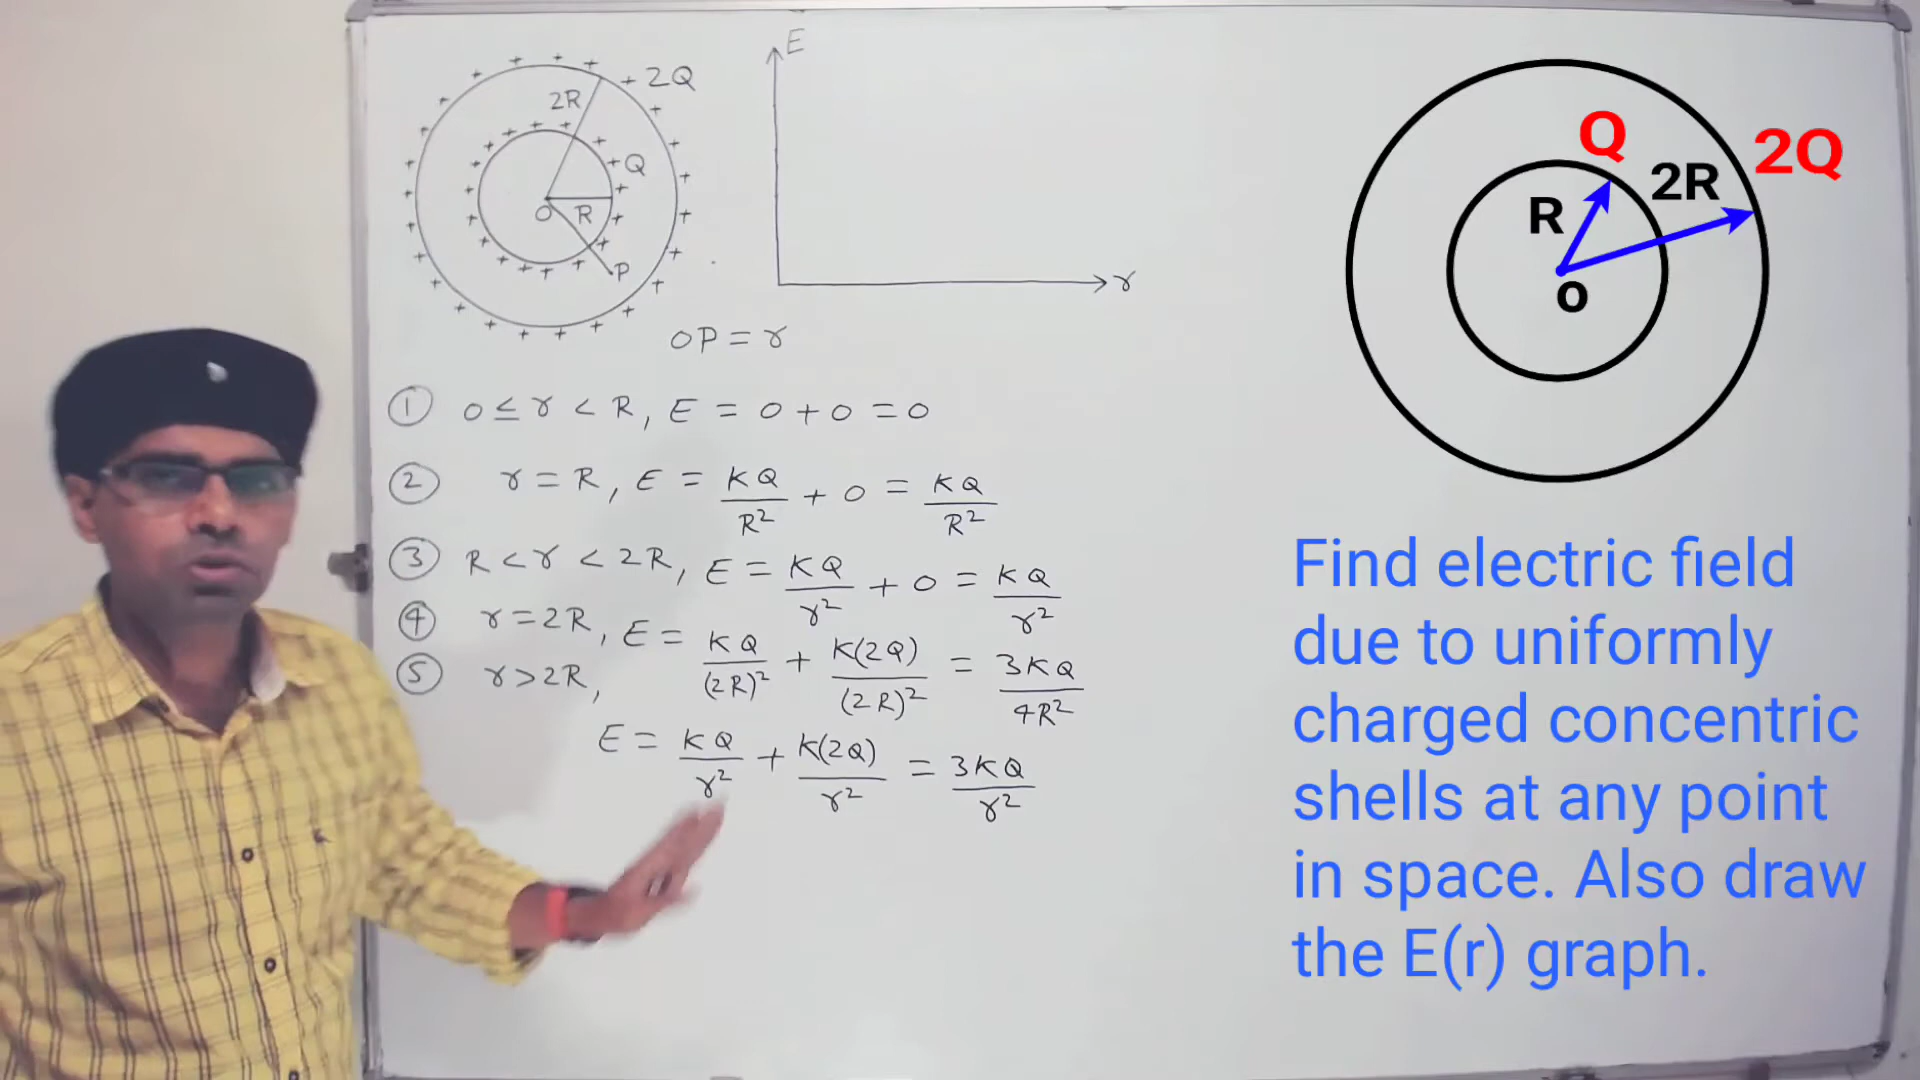 E
2Q
2R
Q
O
R
P
r
OP = r
① 0 ≤ r < R, E = 0 + 0 = 0
② r = R, E = KQ/R² + 0 = KQ/R²
③ R < r < 2R, E = KQ/r² + 0 = KQ/r²
④ r = 2R, E = KQ/(2R)² + K(2Q)/(2R)² = 3KQ/4R²
⑤ r > 2R,
E = KQ/r² + K(2Q)/r² = 3KQ/r²
Q
2Q
2R
R
o
Find electric field
due to uniformly
charged concentric
shells at any point
in space. Also draw
the E(r) graph.